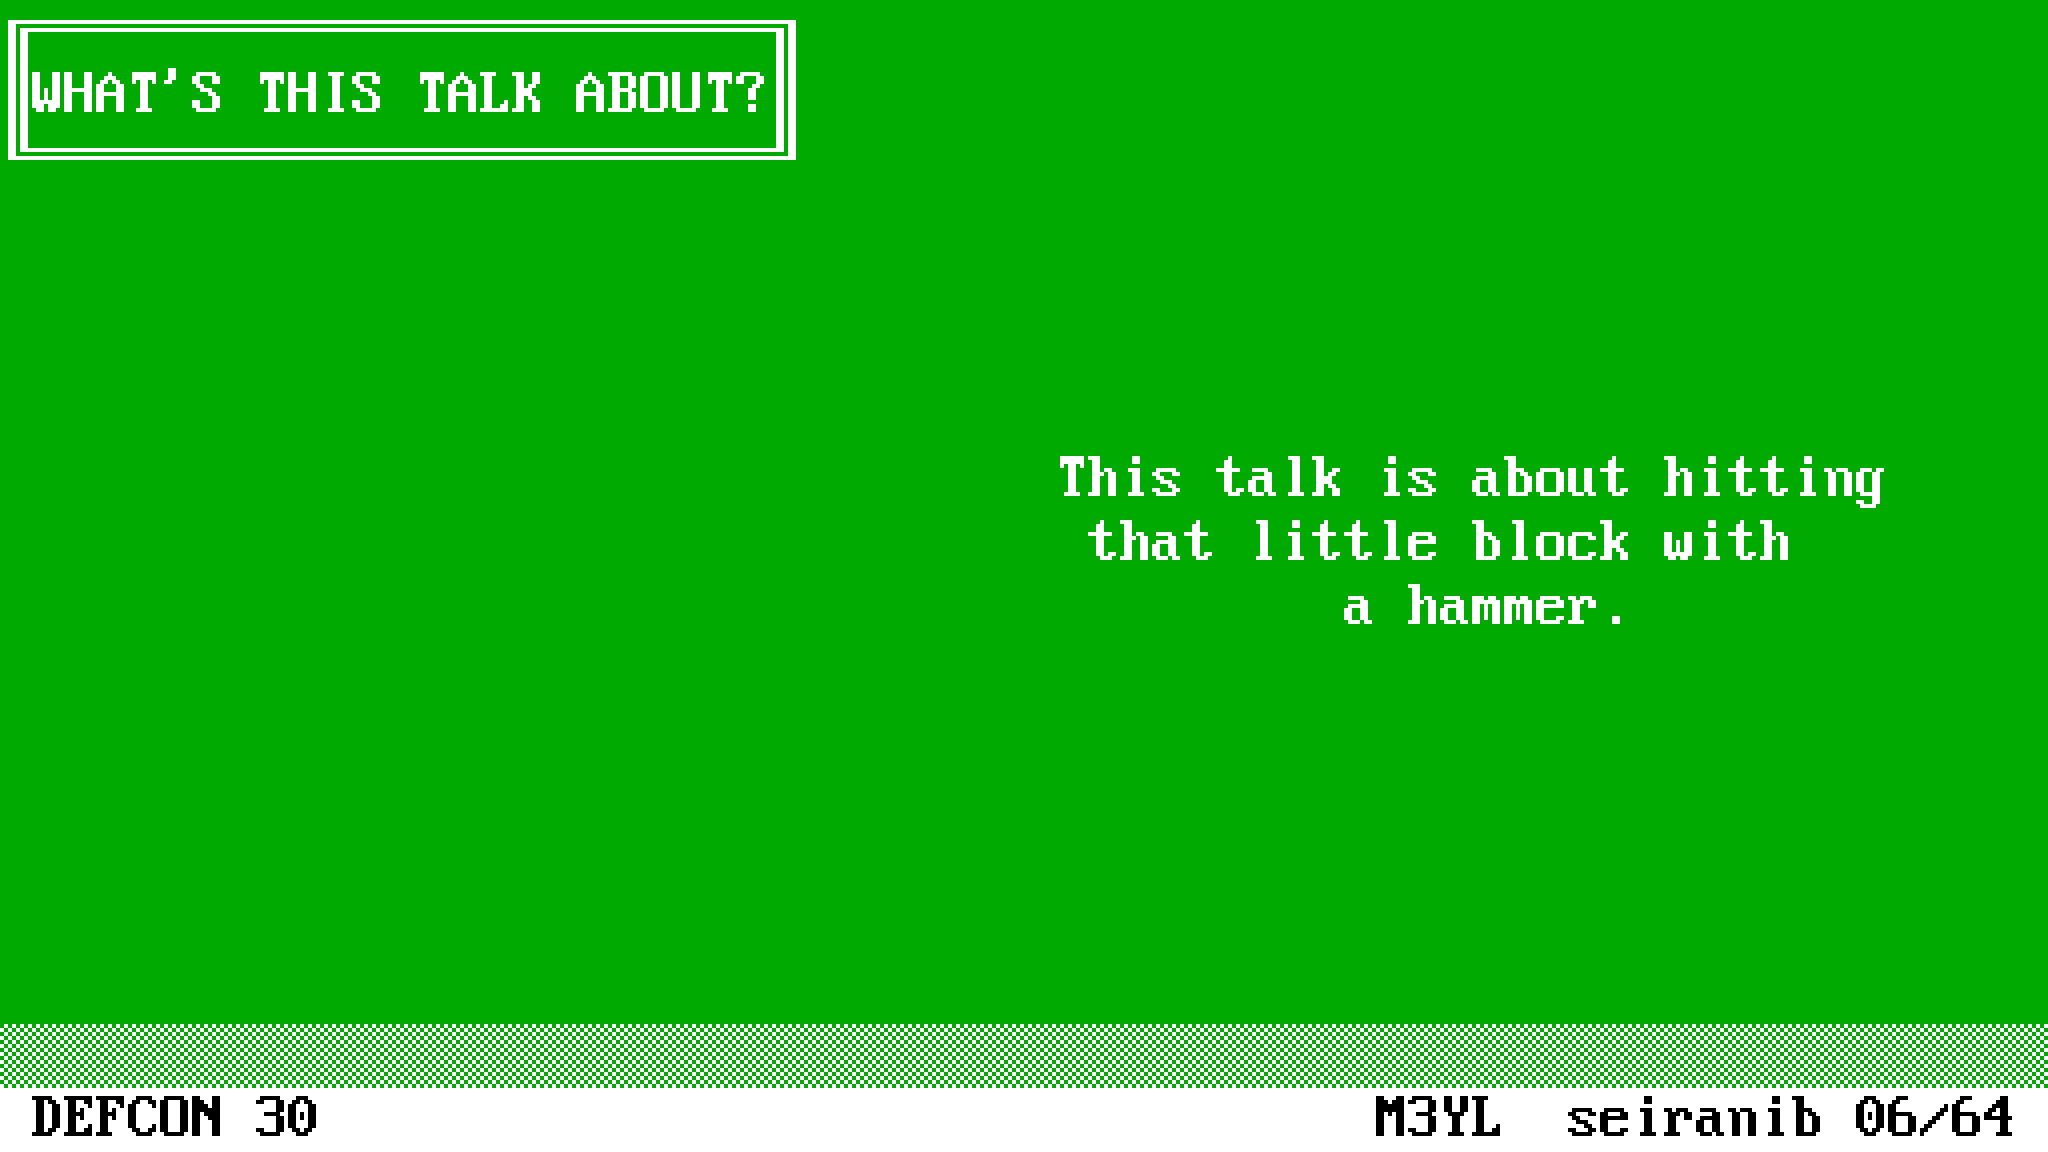 WHAT'S THIS TALK ABOUT?
This talk is about hitting
that little block with
a hammer.
DEFCON 30
M3YL seiranib 06/64